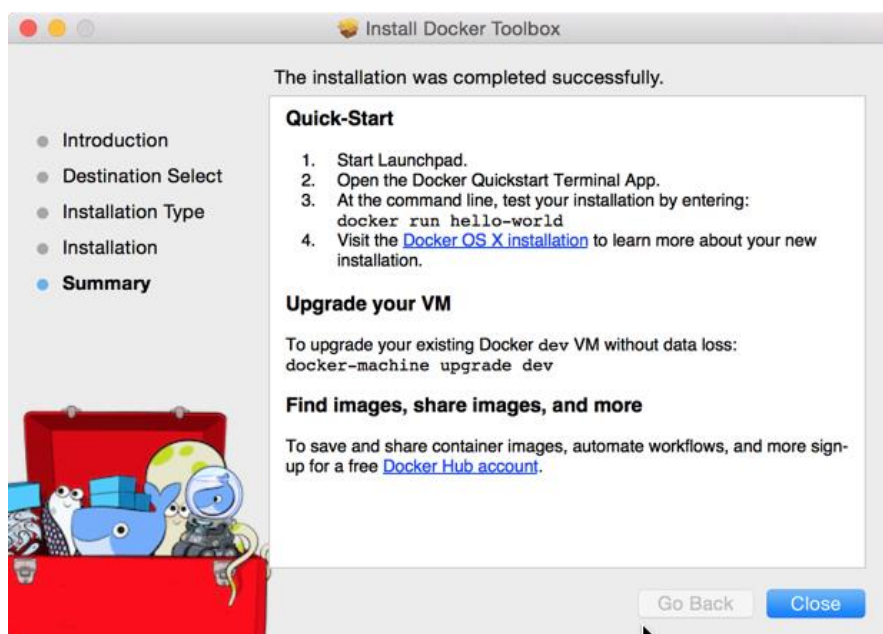 Install Docker Toolbox
The installation was completed successfully.
Introduction
Destination Select
Installation Type
Installation
Summary
Quick-Start
1. Start Launchpad.
2. Open the Docker Quickstart Terminal App.
3. At the command line, test your installation by entering:
docker run hello-world
4. Visit the Docker OS X installation to learn more about your new
installation.
Upgrade your VM
To upgrade your existing Docker dev VM without data loss:
docker-machine upgrade dev
Find images, share images, and more
To save and share container images, automate workflows, and more sign-
up for a free Docker Hub account.
Go Back
Close